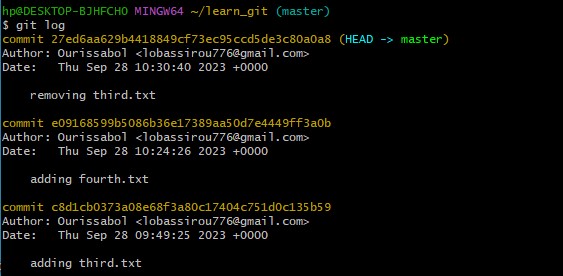 hp@DESKTOP-BJHFCHO MINGW64 ~/learn_git (master)
$ git log
commit 27ed6aa629b4418849cf73ec95ccd5de3c80a0a8 (HEAD -> master)
Author: Ourissabol <lobassirou776@gmail.com>
Date:   Thu Sep 28 10:30:40 2023 +0000
removing third.txt
commit e09168599b5086b36e17389aa50d7e4449ff3a0b
Author: Ourissabol <lobassirou776@gmail.com>
Date:   Thu Sep 28 10:24:26 2023 +0000
adding fourth.txt
commit c8d1cb0373a08e68f3a80c17404c751d0c135b59
Author: Ourissabol <lobassirou776@gmail.com>
Date:   Thu Sep 28 09:49:25 2023 +0000
adding third.txt